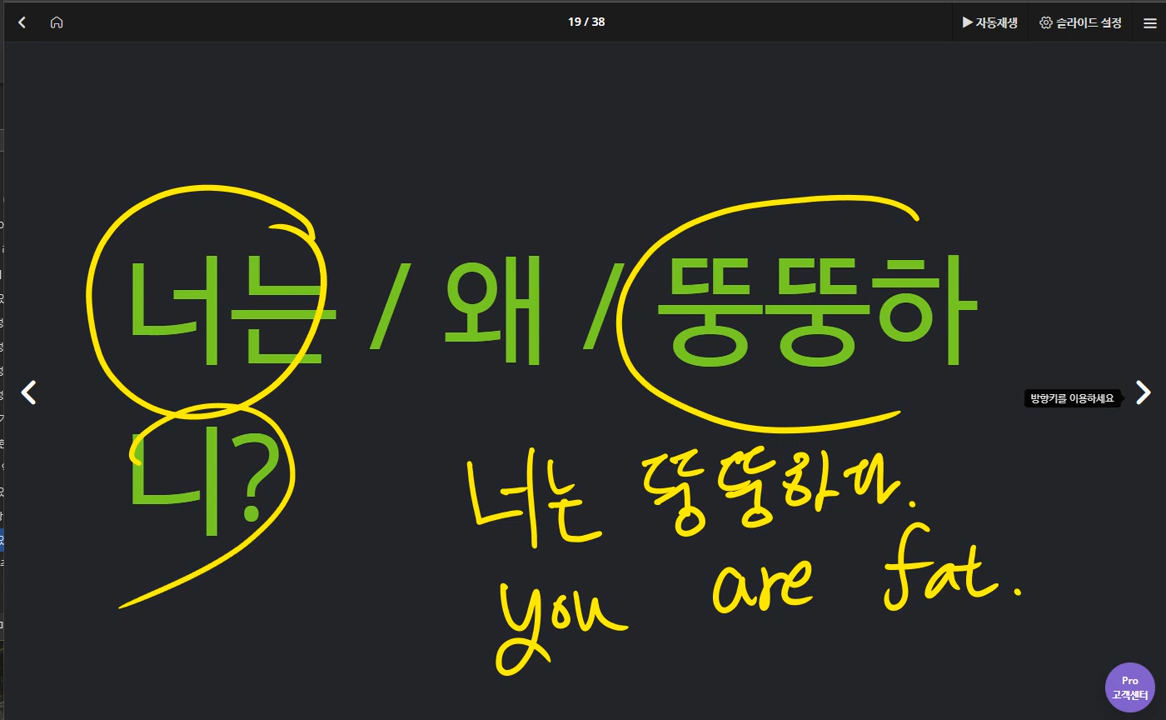 19 / 38
▶ 자동재생
슬라이드 설정
너는 / 왜 / 뚱뚱하
니?
방향키를 이용하세요
너는 뚱뚱하다.
you are fat.
Pro
고객센터